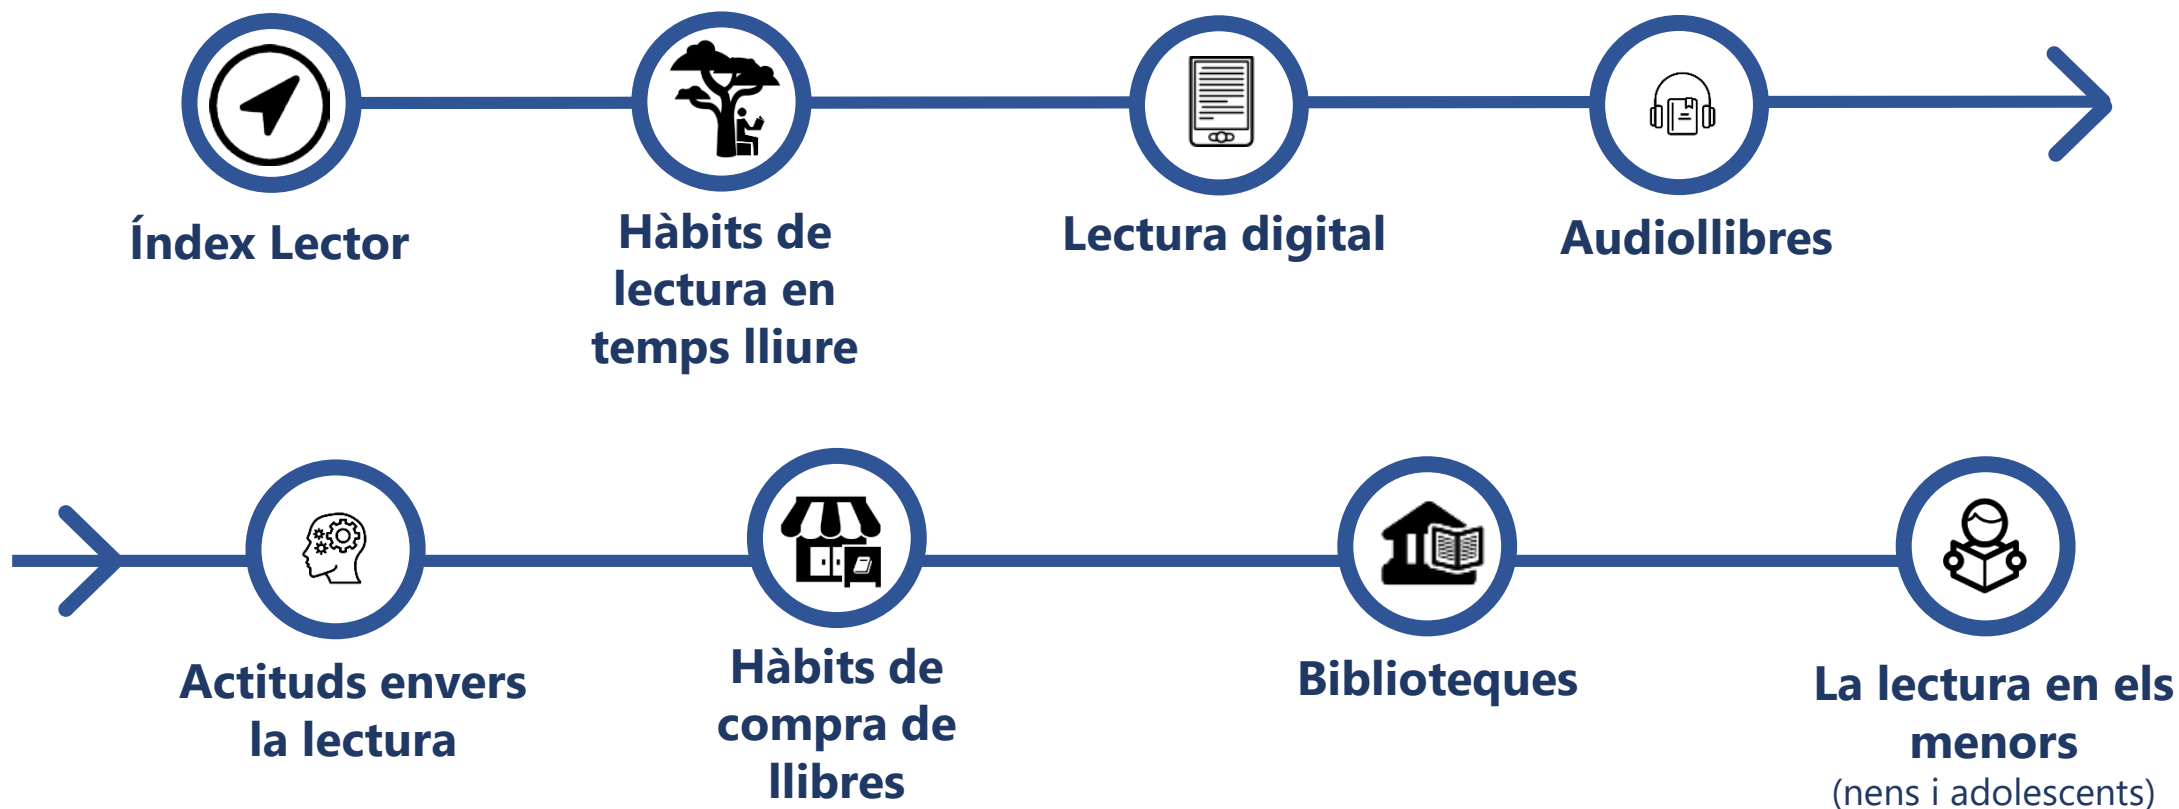 Índex Lector
Hàbits de
lectura en
temps lliure
Lectura digital
Audiollibres
Actituds envers
la lectura
Hàbits de
compra de
llibres
Biblioteques
La lectura en els
menors
(nens i adolescents)